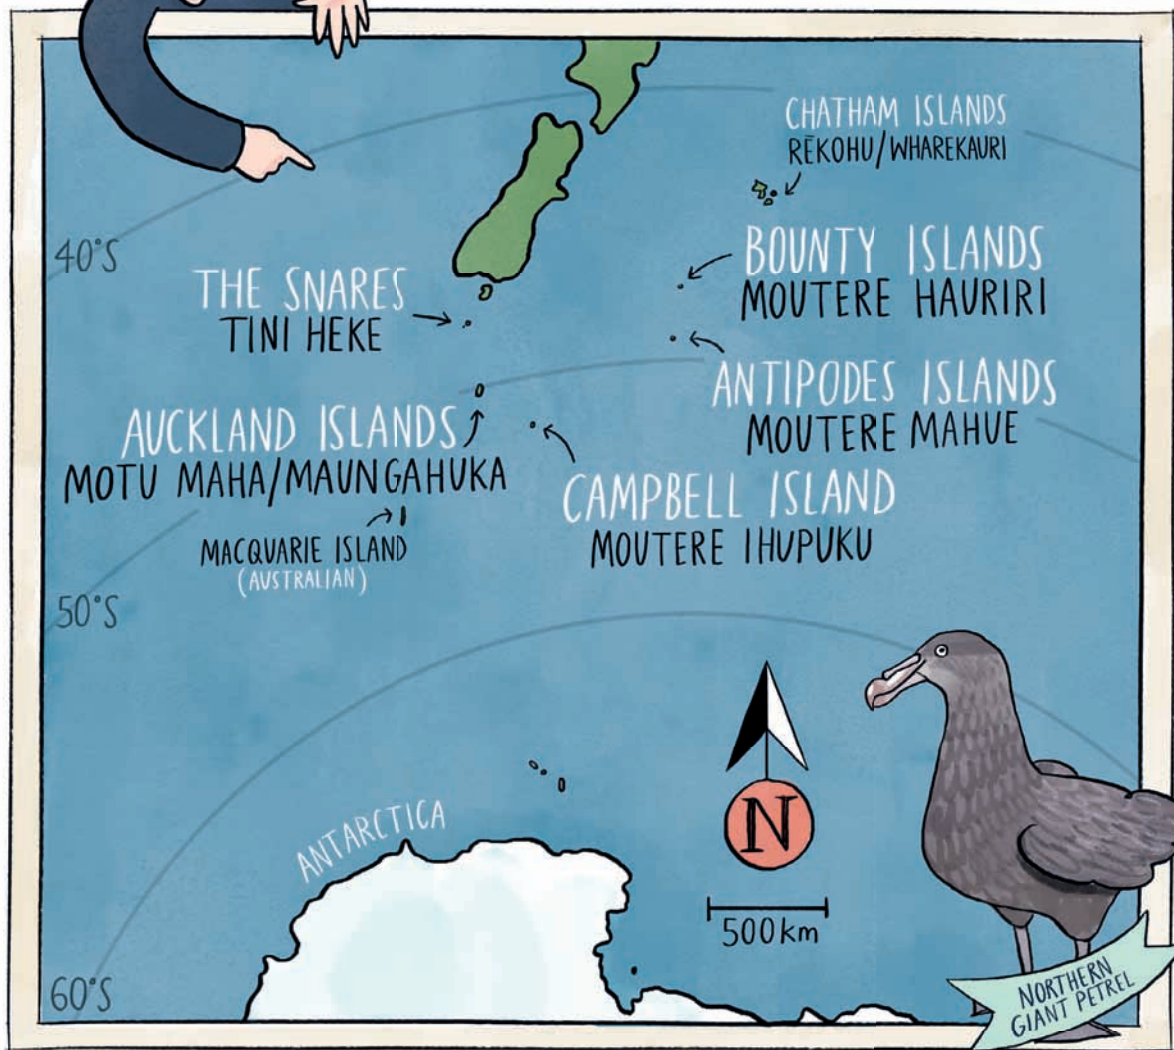 CHATHAM ISLANDS
RĒKOHU/WHAREKAURI
40°S
BOUNTY ISLANDS
MOUTERE HAURIRI
THE SNARES
TINI HEKE
ANTIPODES ISLANDS
MOUTERE MAHUE
AUCKLAND ISLANDS
MOTU MAHA/MAUNGAHUKA
CAMPBELL ISLAND
MOUTERE IHUPUKU
MACQUARIE ISLAND
(AUSTRALIAN)
50°S
ANTARCTICA
N
500km
60°S
NORTHERN
GIANT PETREL